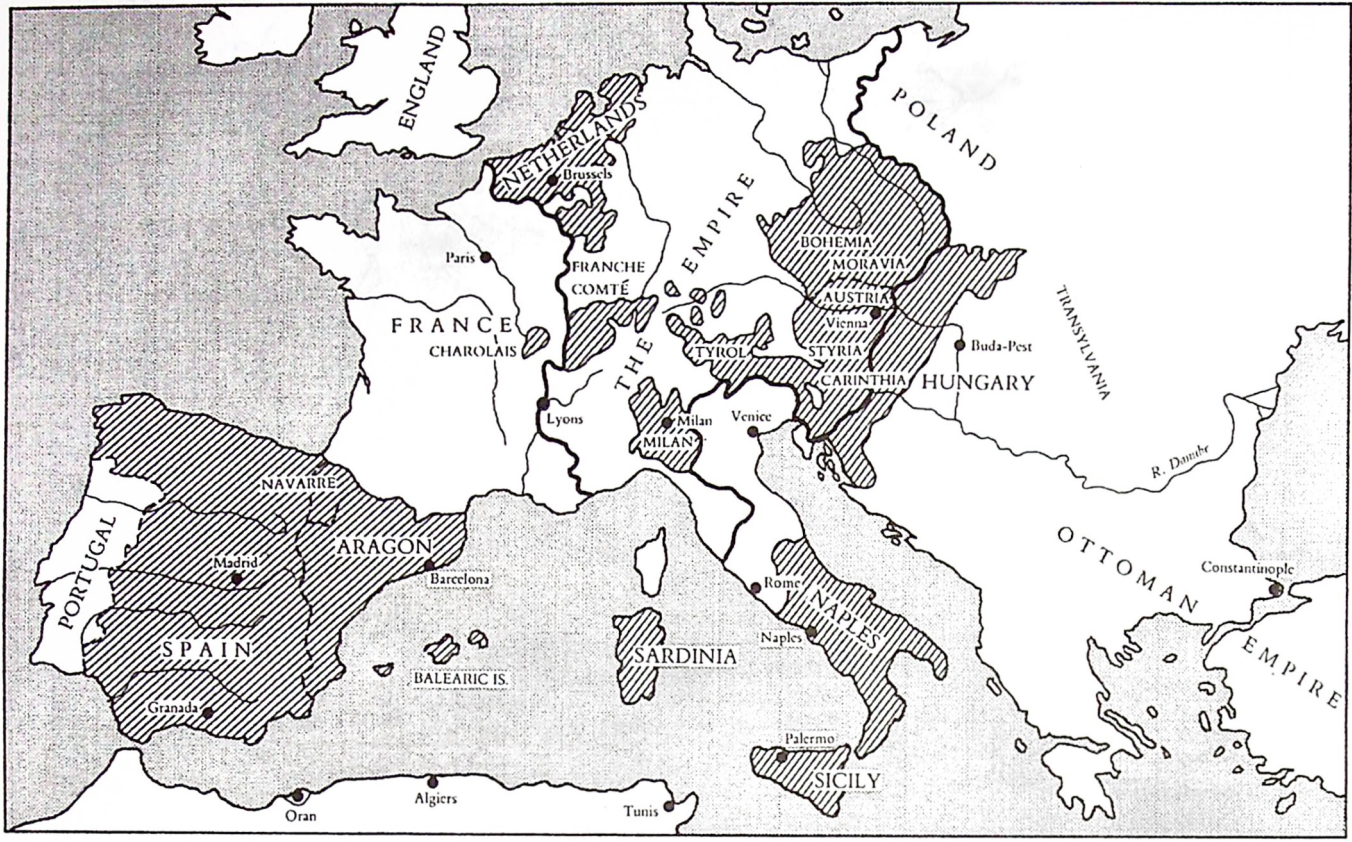 ENGLAND
POLAND
NETHERLANDS
Brussels
THE EMPIRE
BOHEMIA
MORAVIA
Paris
FRANCHE
COMTÉ
AUSTRIA
Vienna
TRANSYLVANIA
FRANCE
CHAROLAIS
TYROL
STYRIA
Buda-Pest
CARINTHIA
HUNGARY
Lyons
Milan
MILAN
Venice
R. Danube
NAVARRE
PORTUGAL
ARAGON
Madrid
Barcelona
OTTOMAN EMPIRE
Constantinople
Rome
NAPLES
Naples
SPAIN
SARDINIA
BALEARIC IS.
Granada
Palermo
SICILY
Oran
Algiers
Tunis